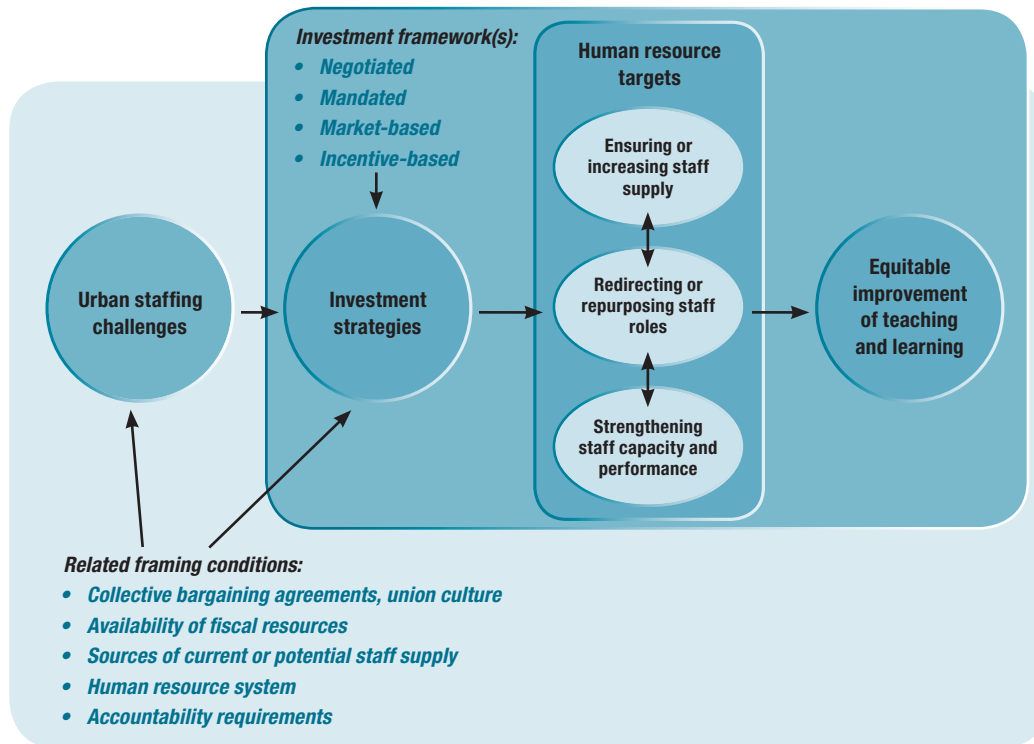 Investment framework(s):
• Negotiated
• Mandated
• Market-based
• Incentive-based
Human resource
targets
Ensuring or
increasing staff
supply
Urban staffing
challenges
Investment
strategies
Redirecting or
repurposing staff
roles
Equitable
improvement
of teaching
and learning
Strengthening
staff capacity and
performance
Related framing conditions:
• Collective bargaining agreements, union culture
• Availability of fiscal resources
• Sources of current or potential staff supply
• Human resource system
• Accountability requirements